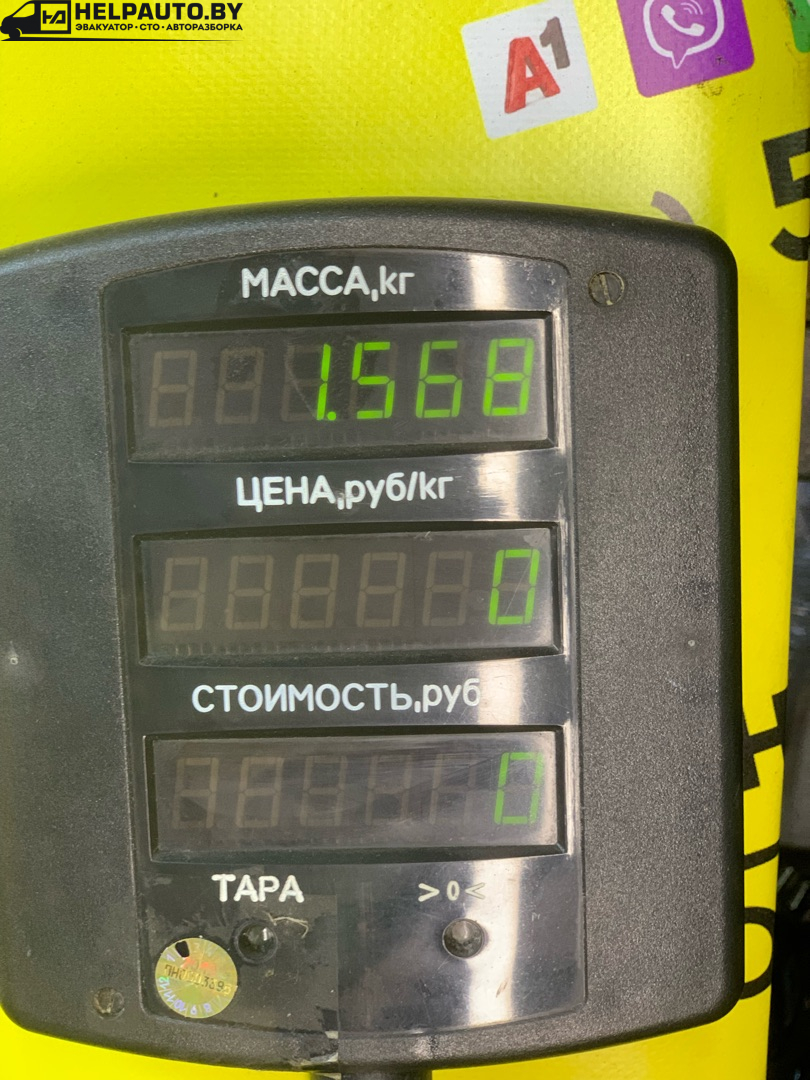 HELPAUTO.BY
ЭВАКУАТОР • СТО • АВТОРАЗБОРКА
A1
5
МАССА,кг
1.568
ЦЕНА,руб/кг
0
СТОИМОСТЬ,руб
0
ТАРА >0<